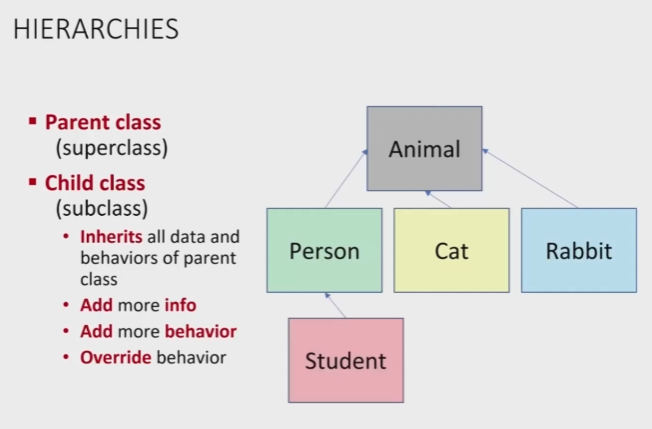 HIERARCHIES
▪ Parent class
(superclass)
▪ Child class
(subclass)
• Inherits all data and
behaviors of parent
class
• Add more info
• Add more behavior
• Override behavior
Animal
Person
Cat
Rabbit
Student